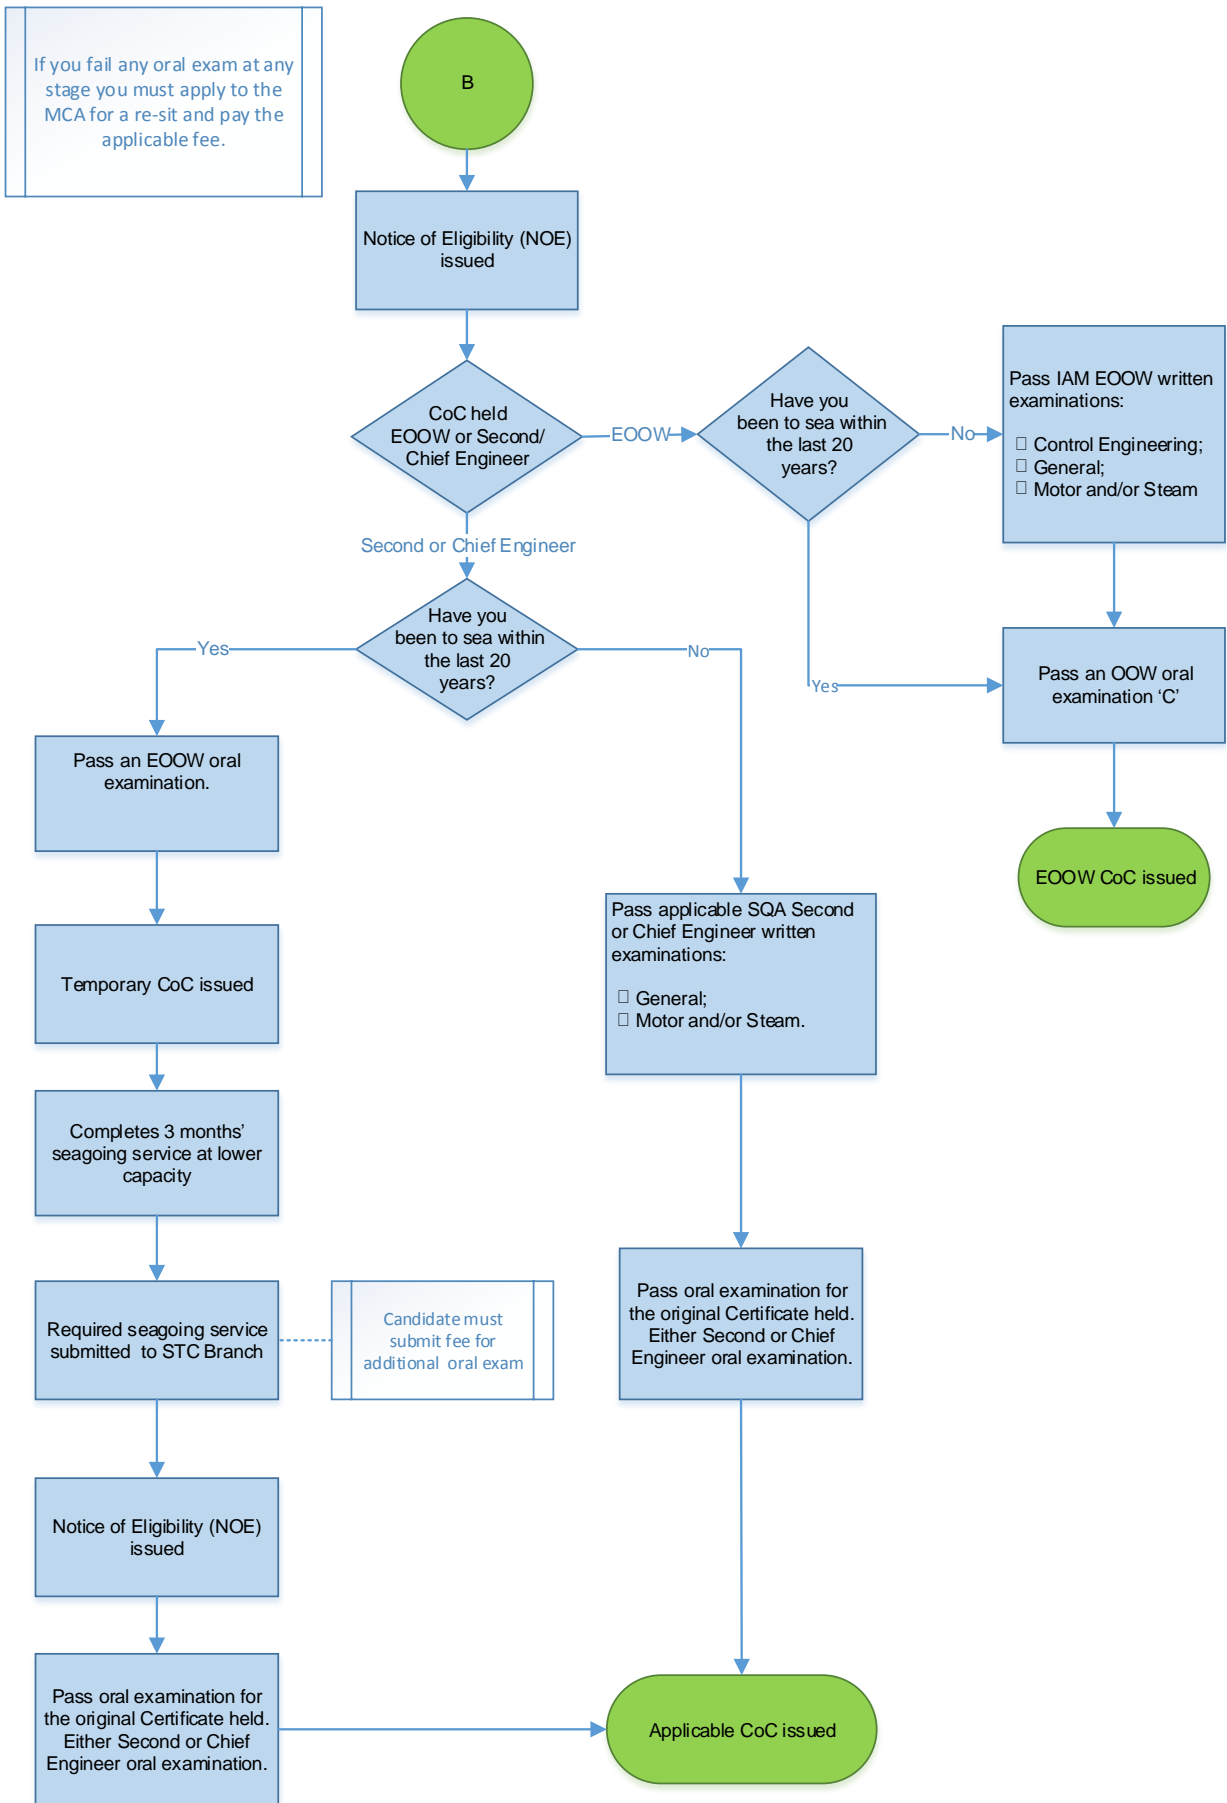 If you fail any oral exam at any
stage you must apply to the
MCA for a re-sit and pay the
applicable fee.
B
Notice of Eligibility (NOE)
issued
CoC held
EOOW or Second/
Chief Engineer
EOOW
Have you
been to sea within
the last 20
years?
No
Pass IAM EOOW written
examinations:
Control Engineering;
General;
Motor and/or Steam
Yes
Pass an OOW oral
examination ‘C’
EOOW CoC issued
Second or Chief Engineer
Have you
been to sea within
the last 20
years?
Yes
No
Pass an EOOW oral
examination.
Temporary CoC issued
Completes 3 months’
seagoing service at lower
capacity
Required seagoing service
submitted to STC Branch
Candidate must
submit fee for
additional oral exam
Notice of Eligibility (NOE)
issued
Pass oral examination for
the original Certificate held.
Either Second or Chief
Engineer oral examination.
Pass applicable SQA Second
or Chief Engineer written
examinations:
General;
Motor and/or Steam.
Pass oral examination for
the original Certificate held.
Either Second or Chief
Engineer oral examination.
Applicable CoC issued